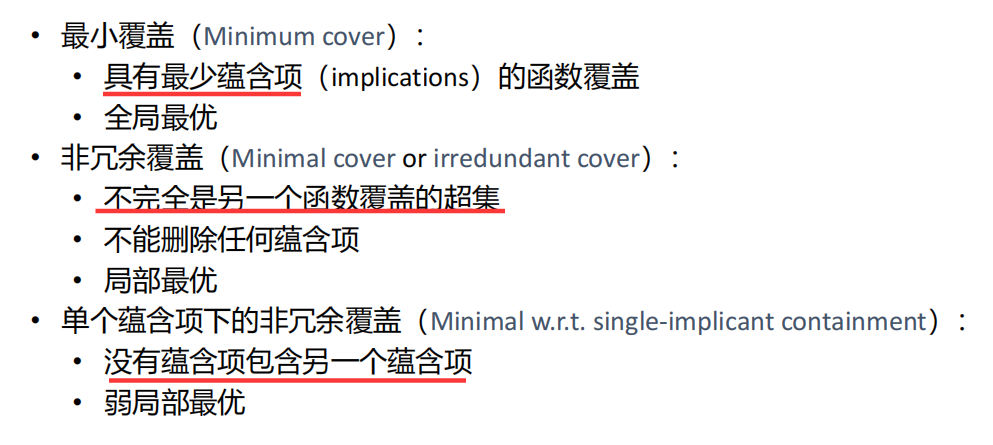 • 最小覆盖（Minimum cover）：
• 具有最少蕴含项（implications）的函数覆盖
• 全局最优
• 非冗余覆盖（Minimal cover or irredundant cover）：
• 不完全是另一个函数覆盖的超集
• 不能删除任何蕴含项
• 局部最优
• 单个蕴含项下的非冗余覆盖（Minimal w.r.t. single-implicant containment）：
• 没有蕴含项包含另一个蕴含项
• 弱局部最优